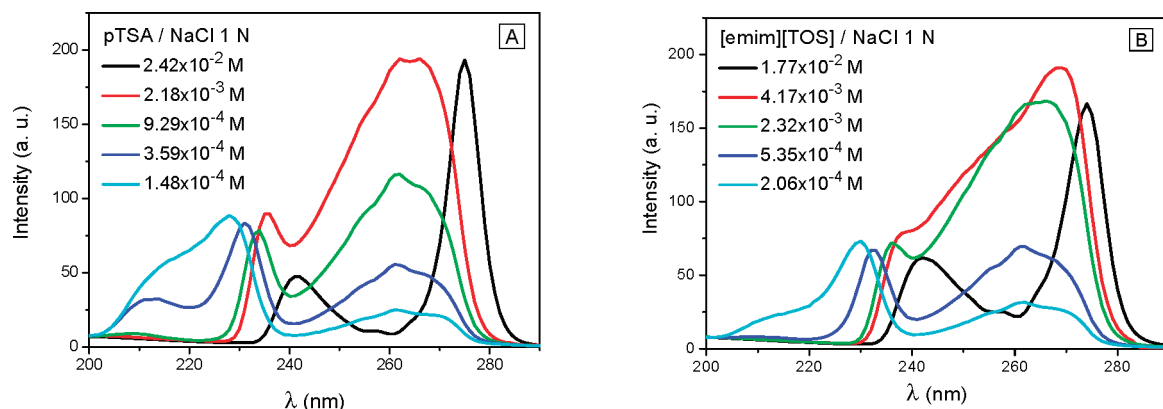 pTSA / NaCl 1 N
A
2.42x10⁻² M
2.18x10⁻³ M
9.29x10⁻⁴ M
3.59x10⁻⁴ M
1.48x10⁻⁴ M
Intensity (a. u.)
200
150
100
50
0
200 220 240 260 280
λ (nm)
[emim][TOS] / NaCl 1 N
B
1.77x10⁻² M
4.17x10⁻³ M
2.32x10⁻³ M
5.35x10⁻⁴ M
2.06x10⁻⁴ M
Intensity (a. u.)
200
150
100
50
0
200 220 240 260 280
λ (nm)